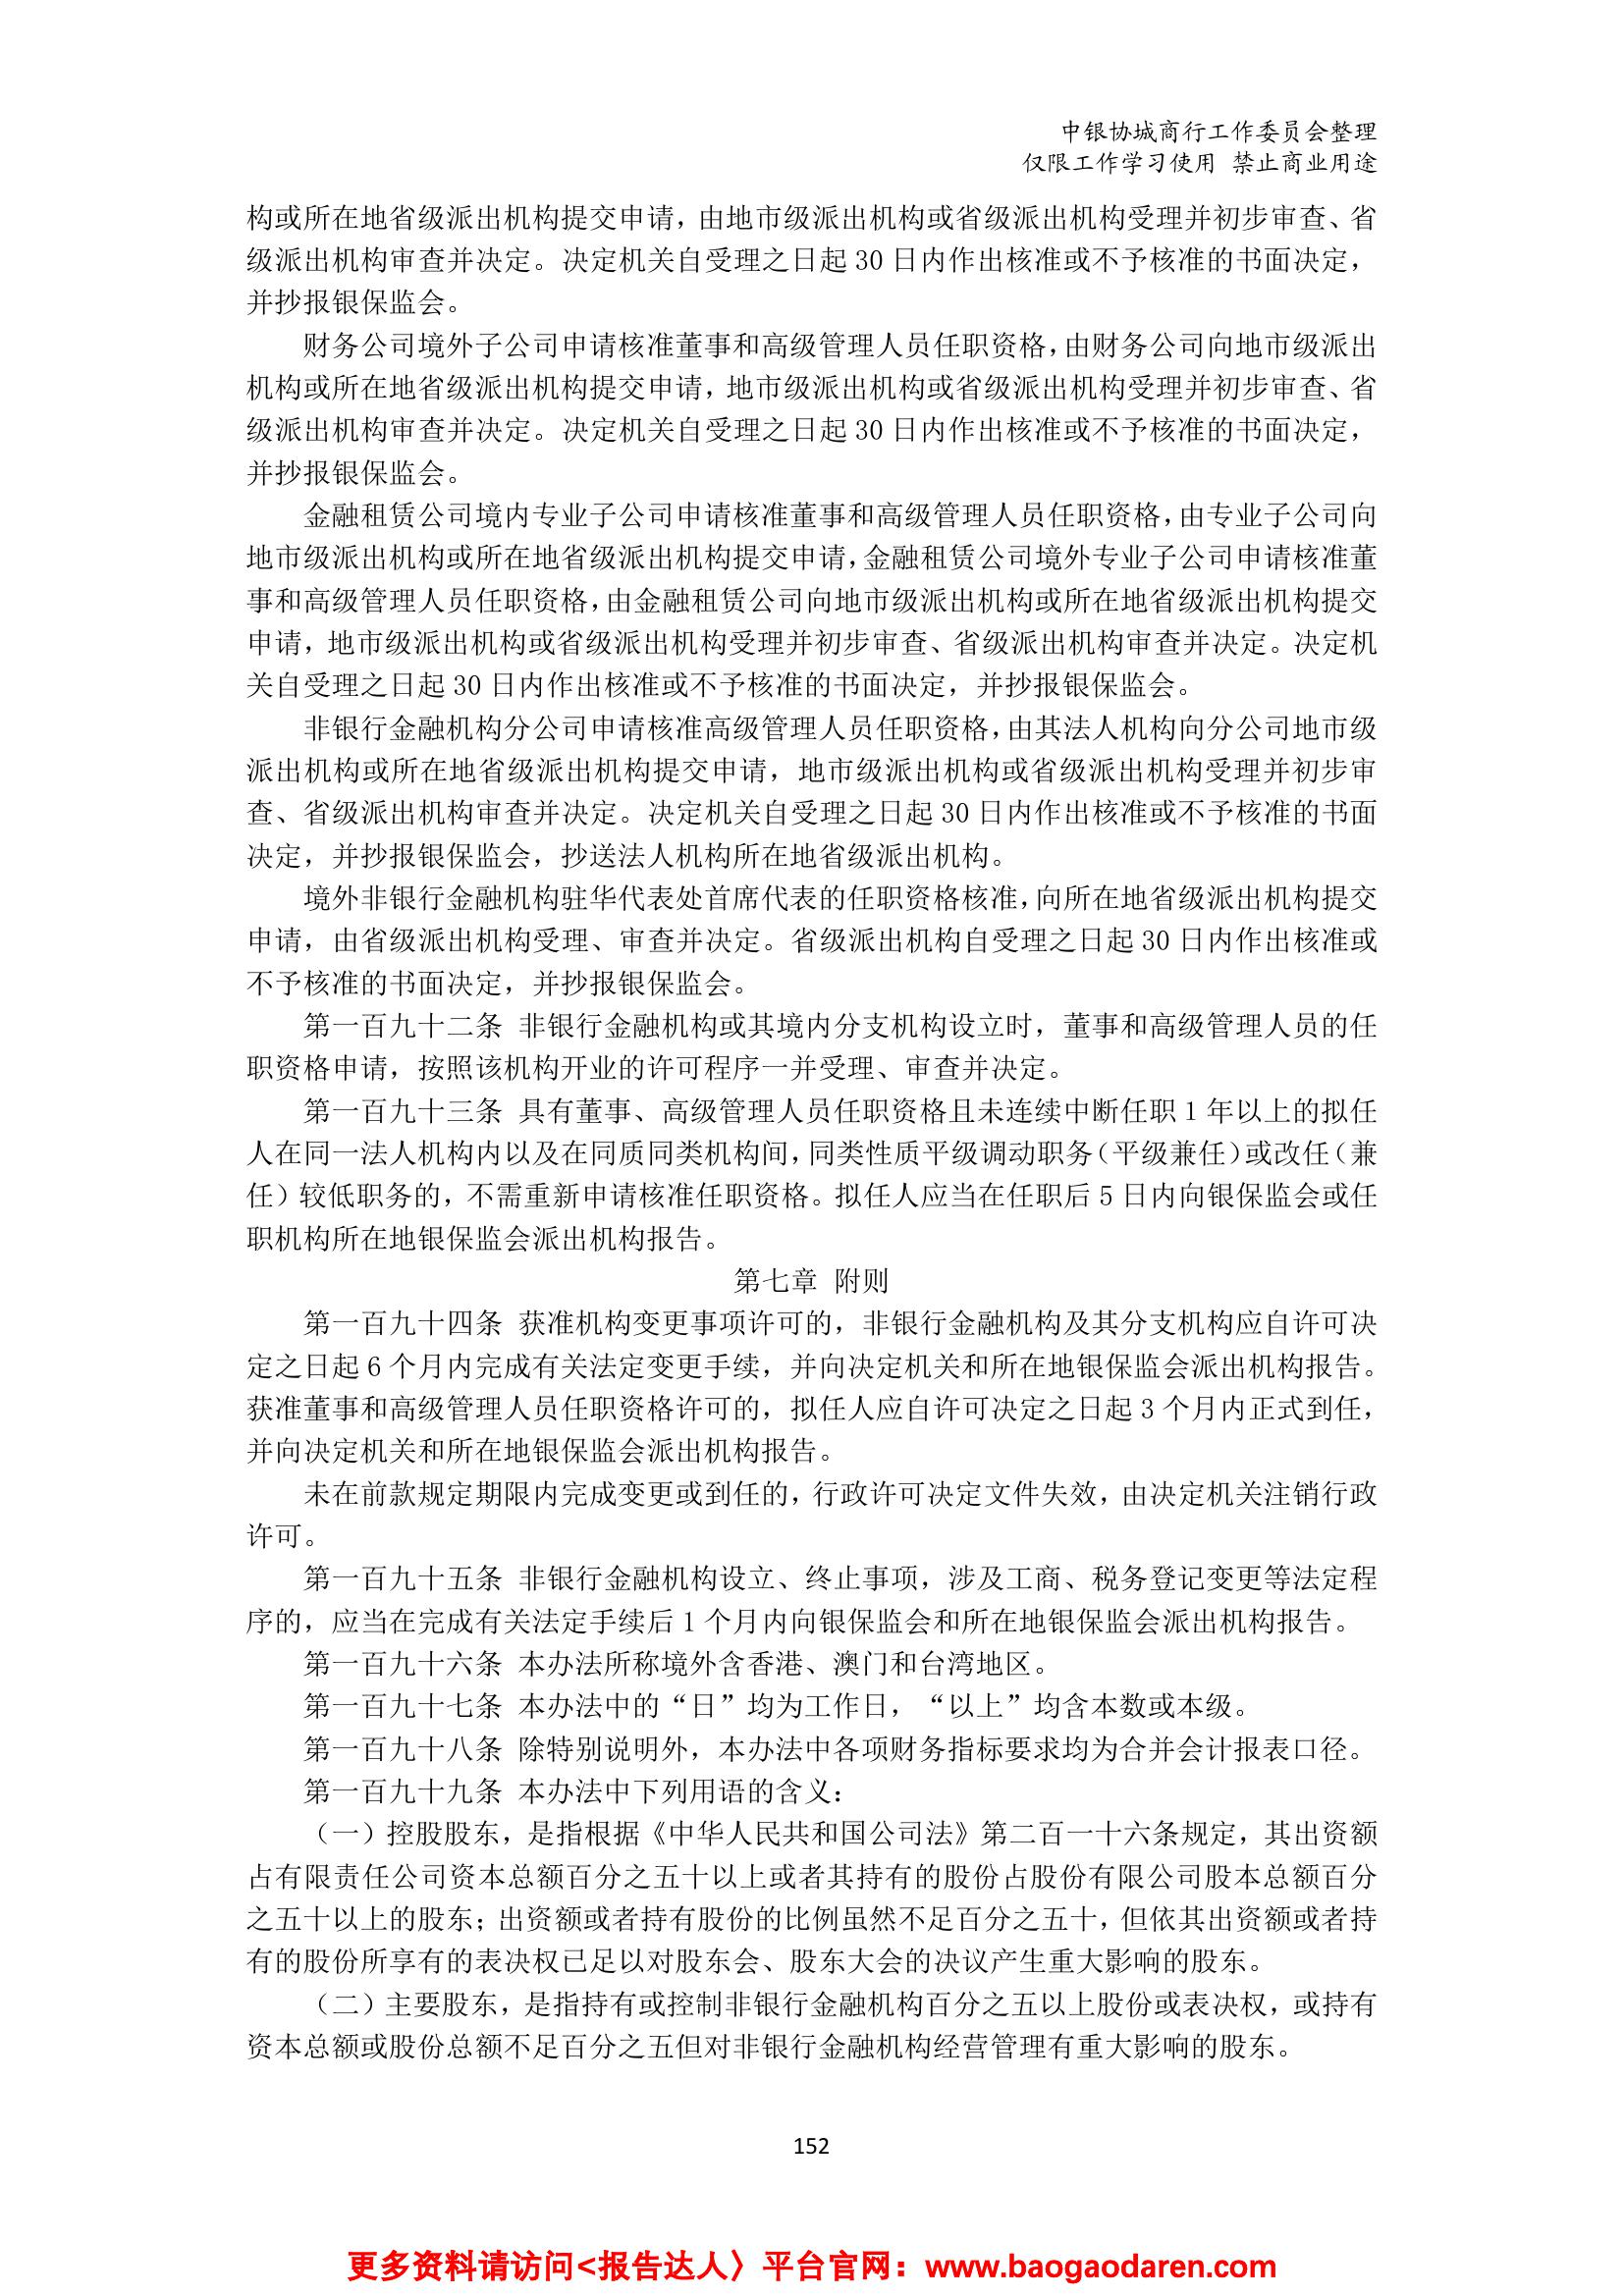 中银协城商行工作委员会整理
仅限工作学习使用 禁止商业用途
构或所在地省级派出机构提交申请，由地市级派出机构或省级派出机构受理并初步审查、省
级派出机构审查并决定。决定机关自受理之日起 30 日内作出核准或不予核准的书面决定，
并抄报银保监会。
财务公司境外子公司申请核准董事和高级管理人员任职资格，由财务公司向地市级派出
机构或所在地省级派出机构提交申请，地市级派出机构或省级派出机构受理并初步审查、省
级派出机构审查并决定。决定机关自受理之日起 30 日内作出核准或不予核准的书面决定，
并抄报银保监会。
金融租赁公司境内专业子公司申请核准董事和高级管理人员任职资格，由专业子公司向
地市级派出机构或所在地省级派出机构提交申请，金融租赁公司境外专业子公司申请核准董
事和高级管理人员任职资格，由金融租赁公司向地市级派出机构或所在地省级派出机构提交
申请，地市级派出机构或省级派出机构受理并初步审查、省级派出机构审查并决定。决定机
关自受理之日起 30 日内作出核准或不予核准的书面决定，并抄报银保监会。
非银行金融机构分公司申请核准高级管理人员任职资格，由其法人机构向分公司地市级
派出机构或所在地省级派出机构提交申请，地市级派出机构或省级派出机构受理并初步审
查、省级派出机构审查并决定。决定机关自受理之日起 30 日内作出核准或不予核准的书面
决定，并抄报银保监会，抄送法人机构所在地省级派出机构。
境外非银行金融机构驻华代表处首席代表的任职资格核准，向所在地省级派出机构提交
申请，由省级派出机构受理、审查并决定。省级派出机构自受理之日起 30 日内作出核准或
不予核准的书面决定，并抄报银保监会。
第一百九十二条 非银行金融机构或其境内分支机构设立时，董事和高级管理人员的任
职资格申请，按照该机构开业的许可程序一并受理、审查并决定。
第一百九十三条 具有董事、高级管理人员任职资格且未连续中断任职 1 年以上的拟任
人在同一法人机构内以及在同质同类机构间，同类性质平级调动职务（平级兼任）或改任（兼
任）较低职务的，不需重新申请核准任职资格。拟任人应当在任职后 5 日内向银保监会或任
职机构所在地银保监会派出机构报告。
第七章 附则
第一百九十四条 获准机构变更事项许可的，非银行金融机构及其分支机构应自许可决
定之日起 6 个月内完成有关法定变更手续，并向决定机关和所在地银保监会派出机构报告。
获准董事和高级管理人员任职资格许可的，拟任人应自许可决定之日起 3 个月内正式到任，
并向决定机关和所在地银保监会派出机构报告。
未在前款规定期限内完成变更或到任的，行政许可决定文件失效，由决定机关注销行政
许可。
第一百九十五条 非银行金融机构设立、终止事项，涉及工商、税务登记变更等法定程
序的，应当在完成有关法定手续后 1 个月内向银保监会和所在地银保监会派出机构报告。
第一百九十六条 本办法所称境外含香港、澳门和台湾地区。
第一百九十七条 本办法中的“日”均为工作日，“以上”均含本数或本级。
第一百九十八条 除特别说明外，本办法中各项财务指标要求均为合并会计报表口径。
第一百九十九条 本办法中下列用语的含义：
（一）控股股东，是指根据《中华人民共和国公司法》第二百一十六条规定，其出资额
占有限责任公司资本总额百分之五十以上或者其持有的股份占股份有限公司股本总额百分
之五十以上的股东；出资额或者持有股份的比例虽然不足百分之五十，但依其出资额或者持
有的股份所享有的表决权已足以对股东会、股东大会的决议产生重大影响的股东。
（二）主要股东，是指持有或控制非银行金融机构百分之五以上股份或表决权，或持有
资本总额或股份总额不足百分之五但对非银行金融机构经营管理有重大影响的股东。
152
更多资料请访问<报告达人〉平台官网：www.baogaodaren.com